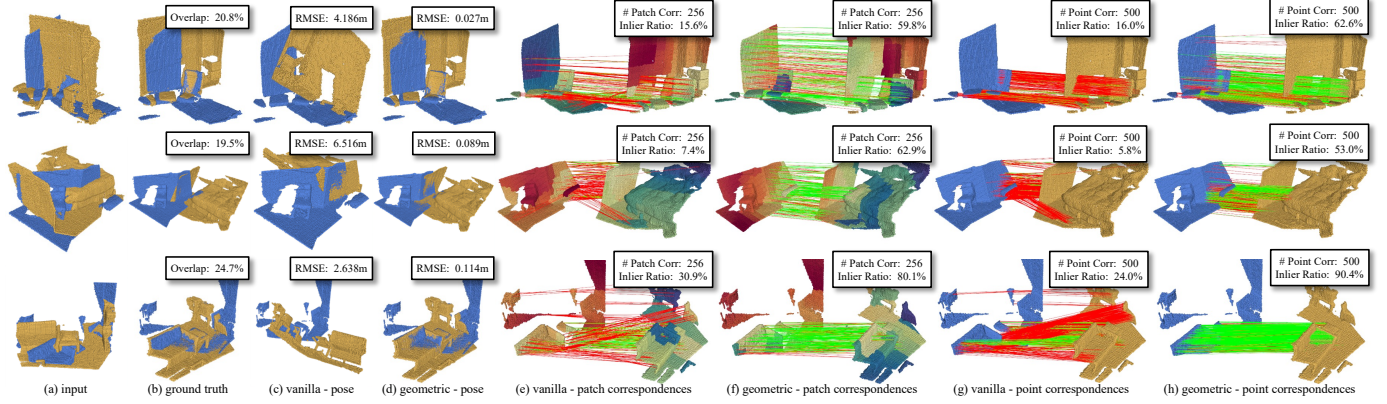 Overlap: 20.8%
RMSE: 4.186m
RMSE: 0.027m
# Patch Corr: 256
Inlier Ratio: 15.6%
# Patch Corr: 256
Inlier Ratio: 59.8%
# Point Corr: 500
Inlier Ratio: 16.0%
# Point Corr: 500
Inlier Ratio: 62.6%
Overlap: 19.5%
RMSE: 6.516m
RMSE: 0.089m
# Patch Corr: 256
Inlier Ratio: 7.4%
# Patch Corr: 256
Inlier Ratio: 62.9%
# Point Corr: 500
Inlier Ratio: 5.8%
# Point Corr: 500
Inlier Ratio: 53.0%
Overlap: 24.7%
RMSE: 2.638m
RMSE: 0.114m
# Patch Corr: 256
Inlier Ratio: 30.9%
# Patch Corr: 256
Inlier Ratio: 80.1%
# Point Corr: 500
Inlier Ratio: 24.0%
# Point Corr: 500
Inlier Ratio: 90.4%
(a) input
(b) ground truth
(c) vanilla - pose
(d) geometric - pose
(e) vanilla - patch correspondences
(f) geometric - patch correspondences
(g) vanilla - point correspondences
(h) geometric - point correspondences